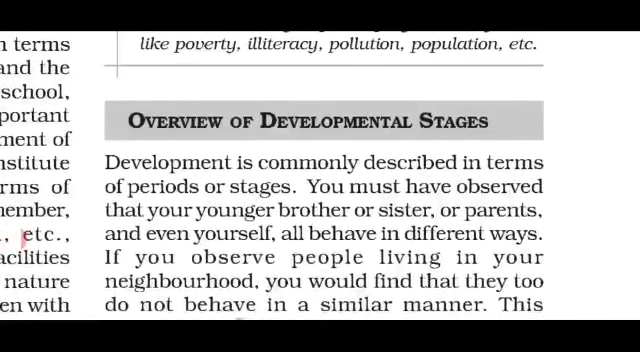 n terms
and the
school,
portant
ment of
nstitute
rms of
member,
etc.,
acilities
nature
en with
like poverty, illiteracy, pollution, population, etc.
OVERVIEW OF DEVELOPMENTAL STAGES
Development is commonly described in terms
of periods or stages. You must have observed
that your younger brother or sister, or parents,
and even yourself, all behave in different ways.
If you observe people living in your
neighbourhood, you would find that they too
do not behave in a similar manner. This